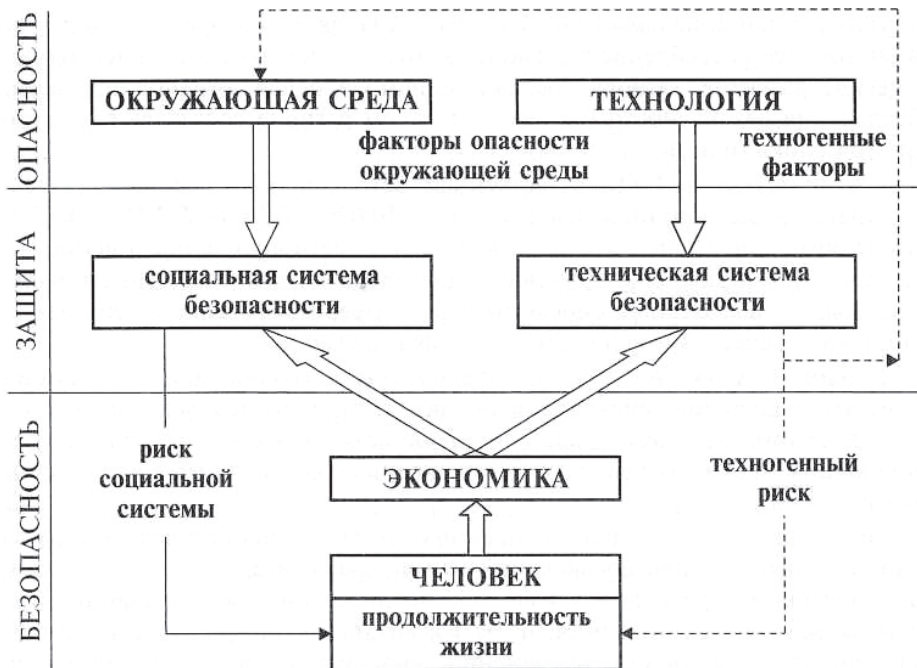 ОПАСНОСТЬ
ОКРУЖАЮЩАЯ СРЕДА
ТЕХНОЛОГИЯ
факторы опасности
окружающей среды
техногенные
факторы
ЗАЩИТА
социальная система
безопасности
техническая система
безопасности
БЕЗОПАСНОСТЬ
риск
социальной
системы
ЭКОНОМИКА
техногенный
риск
ЧЕЛОВЕК
продолжительность
жизни